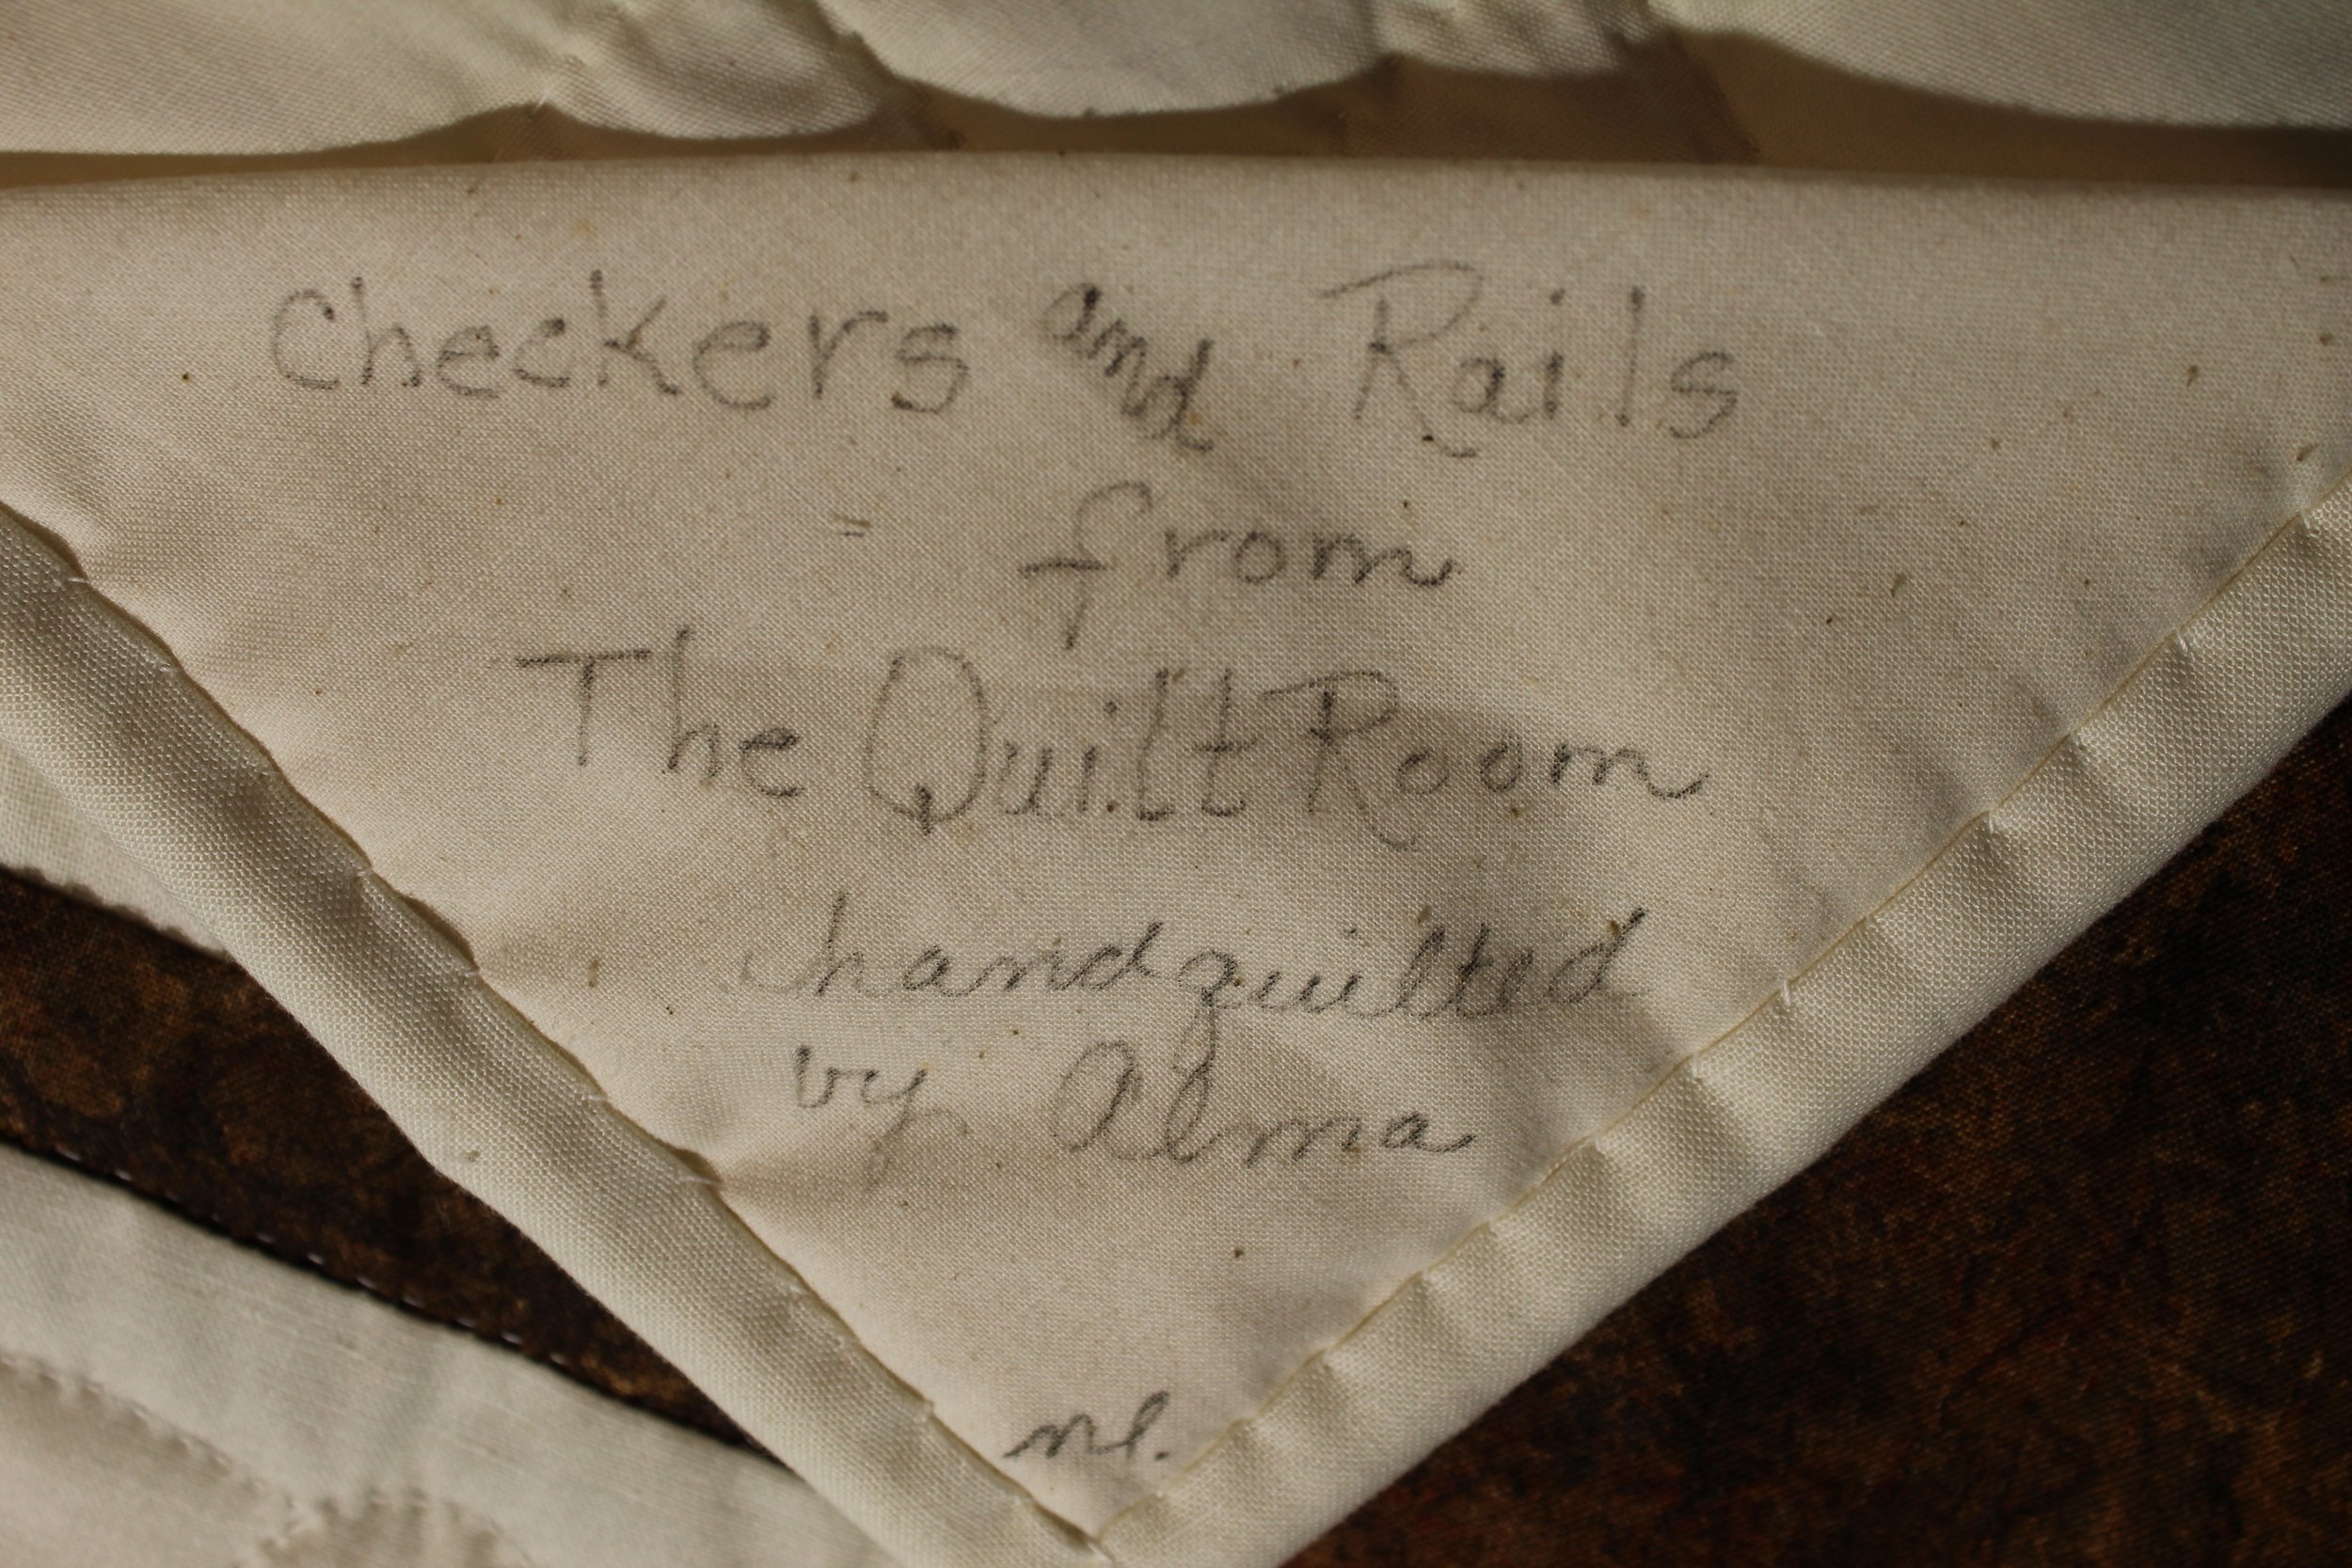 Checkers and Rails
from
The Quilt Room
handquilted
by Alma